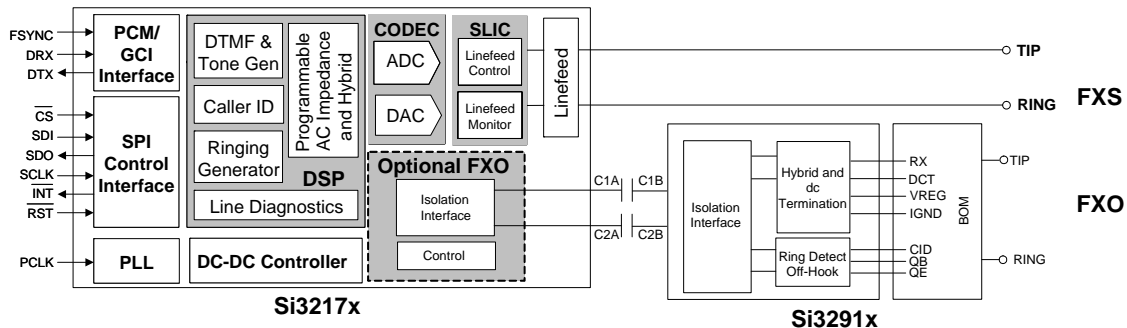 FSYNC
DRX
DTX
PCM/
GCI
Interface
CS
SDI
SDO
SCLK
INT
RST
SPI
Control
Interface
PCLK
PLL
DTMF &
Tone Gen
Caller ID
Ringing
Generator
Programmable
AC Impedance
and Hybrid
DSP
Line Diagnostics
DC-DC Controller
CODEC
ADC
DAC
SLIC
Linefeed
Control
Linefeed
Monitor
Linefeed
Optional FXO
Isolation
Interface
Control
Si3217x
TIP
RING
FXS
C1A
C1B
C2A
C2B
Isolation
Interface
Hybrid and
dc
Termination
Ring Detect
Off-Hook
RX
DCT
VREG
IGND
CID
QB
QE
BOM
TIP
RING
FXO
Si3291x